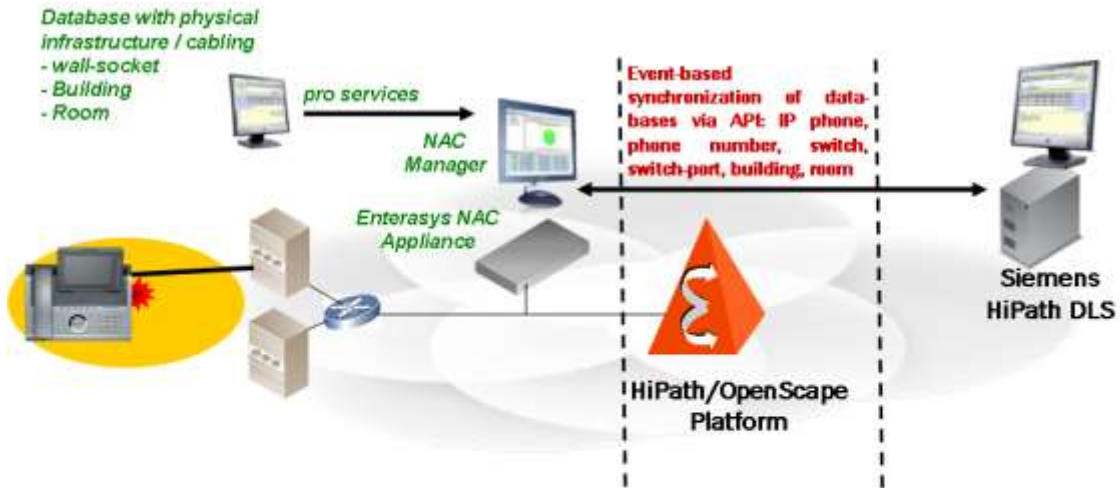 Database with physical
infrastructure / cabling
- wall-socket
- Building
- Room
pro services
NAC
Manager
Event-based
synchronization of data-
bases via API: IP phone,
phone number, switch,
switch-port, building, room
Enterasys NAC
Appliance
Siemens
HiPath DLS
HiPath/OpenScape
Platform